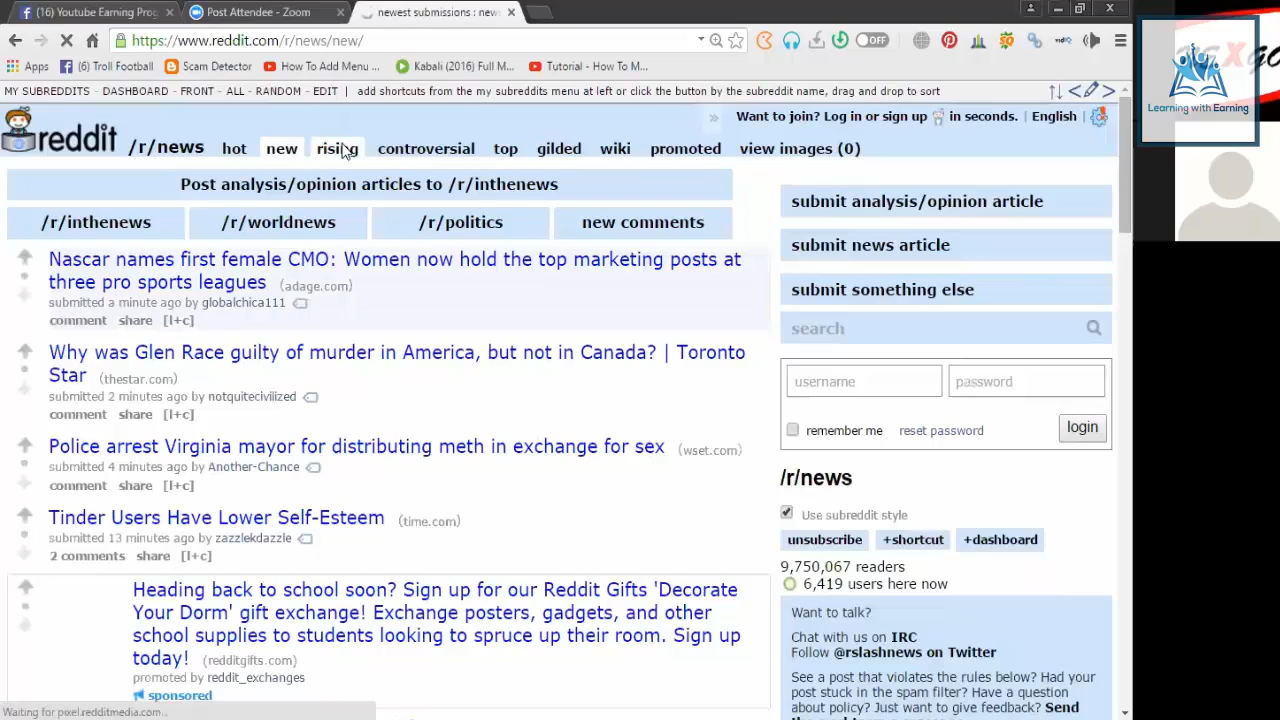 (16) Youtube Earning Pro
Post Attendee - Zoom
newest submissions : new
https://www.reddit.com/r/news/new/
OFF
Apps
(6) Troll Football
Scam Detector
How To Add Menu ...
Kabali (2016) Full M...
Tutorial - How To M...
MY SUBREDDITS - DASHBOARD - FRONT - ALL - RANDOM - EDIT | add shortcuts from the my subreddits menu at left or click the button by the subreddit name, drag and drop to sort
Learning with Earning
» Want to join? Log in or sign up in seconds. | English |
reddit /r/news hot new rising controversial top gilded wiki promoted view images (0)
Post analysis/opinion articles to /r/inthenews
/r/inthenews /r/worldnews /r/politics new comments
Nascar names first female CMO: Women now hold the top marketing posts at
three pro sports leagues (adage.com)
submitted a minute ago by globalchica111
comment share [l+c]
Why was Glen Race guilty of murder in America, but not in Canada? | Toronto
Star (thestar.com)
submitted 2 minutes ago by notquitecivilized
comment share [l+c]
Police arrest Virginia mayor for distributing meth in exchange for sex (wset.com)
submitted 4 minutes ago by Another-Chance
comment share [l+c]
Tinder Users Have Lower Self-Esteem (time.com)
submitted 13 minutes ago by zazzlekdazzle
2 comments share [l+c]
Heading back to school soon? Sign up for our Reddit Gifts 'Decorate
Your Dorm' gift exchange! Exchange posters, gadgets, and other
school supplies to students looking to spruce up their room. Sign up
today! (redditgifts.com)
promoted by reddit_exchanges
sponsored
Waiting for pixel.redditmedia.com...
submit analysis/opinion article
submit news article
submit something else
search
username password
remember me reset password login
/r/news
Use subreddit style
unsubscribe +shortcut +dashboard
9,750,067 readers
6,419 users here now
Want to talk?
Chat with us on IRC
Follow @rslashnews on Twitter
See a post that violates the rules below? Had your
post stuck in the spam filter? Have a question
about policy? Just want to give feedback? Send